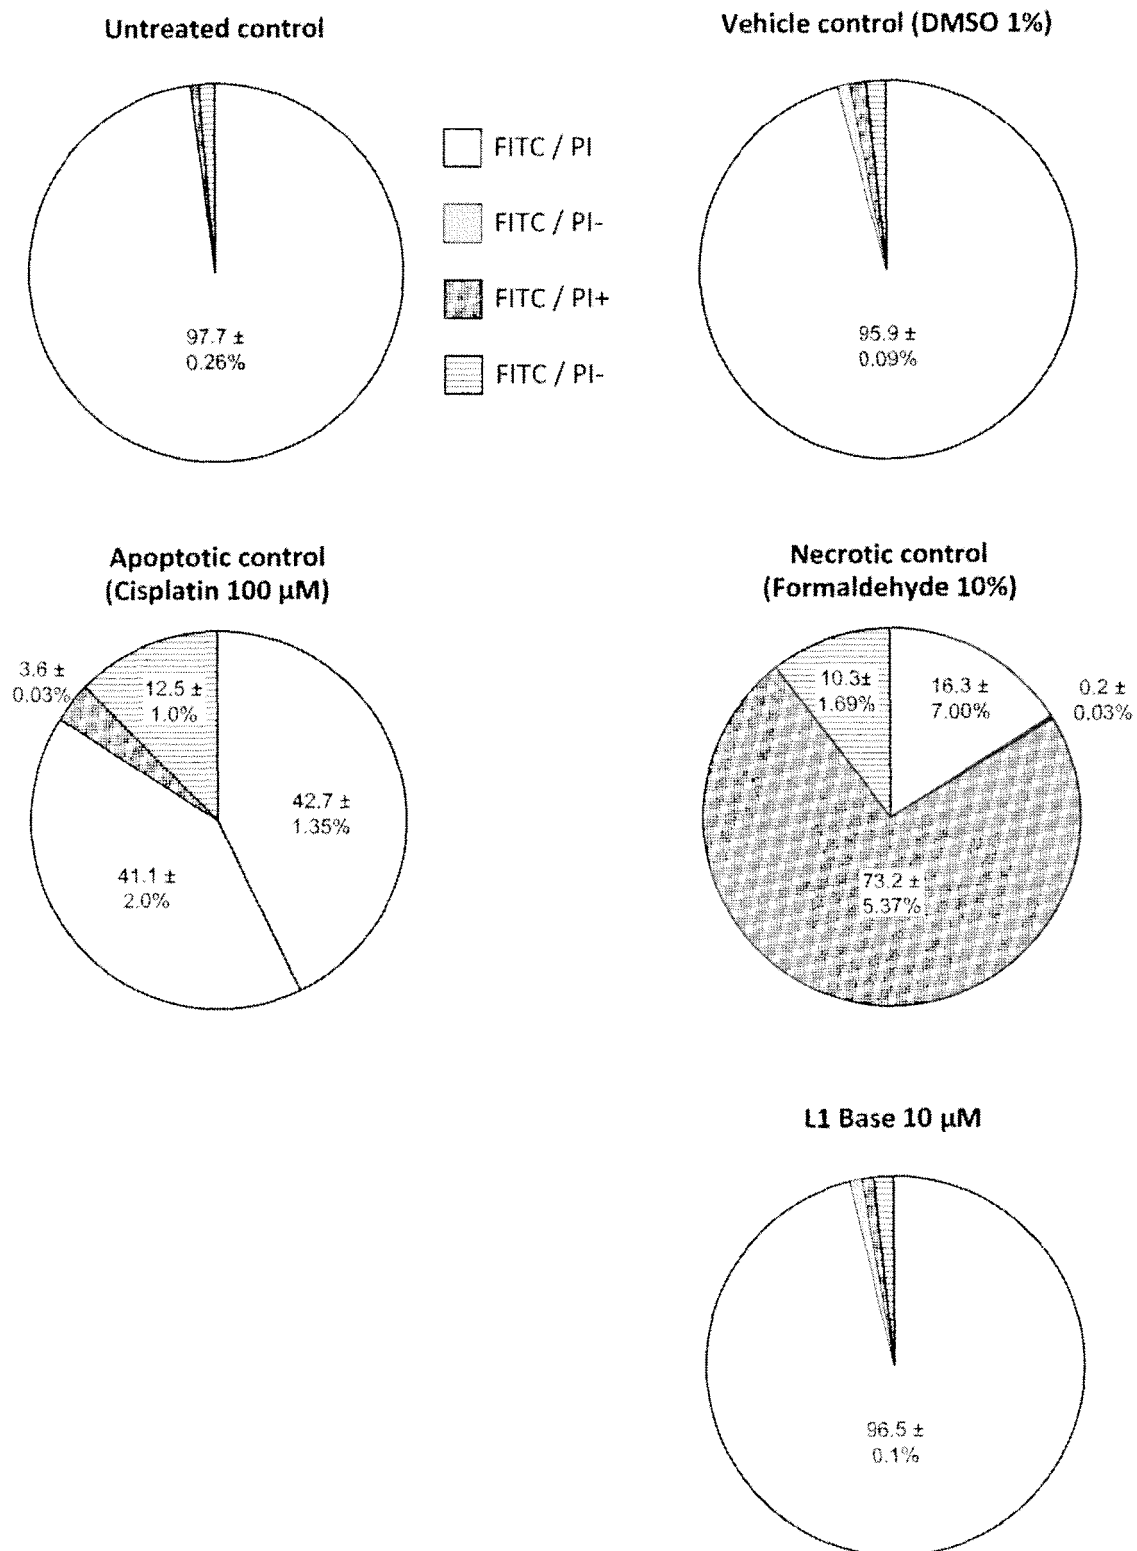 Untreated control
Vehicle control (DMSO 1%)
97.7 ±
0.26%
FITC / PI
FITC / PI-
FITC / PI+
FITC / PI-
95.9 ±
0.09%
Apoptotic control
(Cisplatin 100 µM)
3.6 ±
0.03%
12.5 ±
1.0%
42.7 ±
1.35%
41.1 ±
2.0%
Necrotic control
(Formaldehyde 10%)
10.3±
1.69%
16.3 ±
7.00%
0.2 ±
0.03%
73.2 ±
5.37%
L1 Base 10 µM
96.5 ±
0.1%